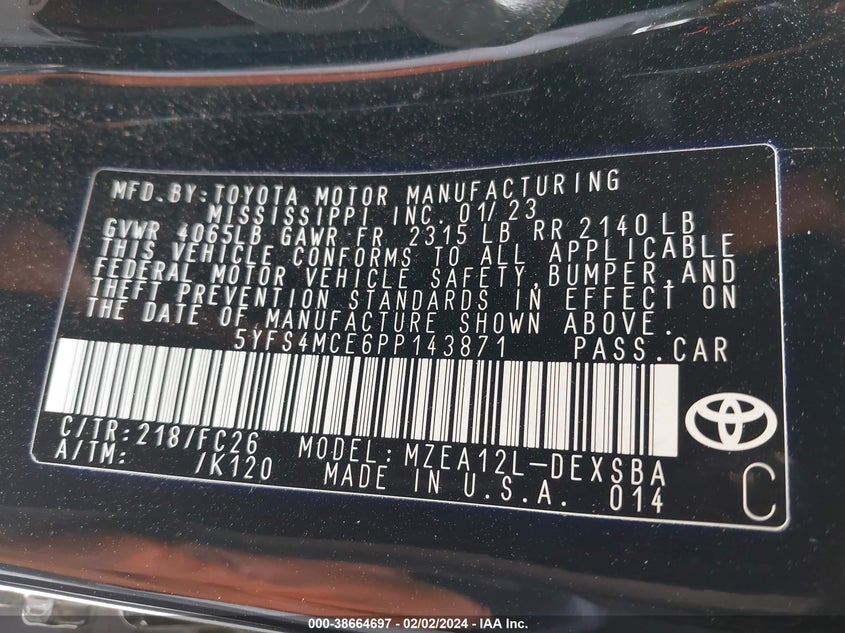 MFD.BY:TOYOTA MOTOR MANUFACTURING
MISSISSIPPI INC. 01/23
GVWR 4065LB GAWR FR 2315 LB RR 2140 LB
THIS VEHICLE CONFORMS TO ALL APPLICABLE
FEDERAL MOTOR VEHICLE SAFETY,BUMPER,AND
THEFT PREVENTION STANDARDS IN EFFECT ON
THE DATE OF MANUFACTURE SHOWN ABOVE.
5YFS4MCE6PP143871 PASS.CAR
C/TR:218/FC26 MODEL:MZEA12L-DEXSBA
A/TM: /K120 MADE IN U.S.A. 014 C
000-38664697 - 02/02/2024 - IAA Inc.